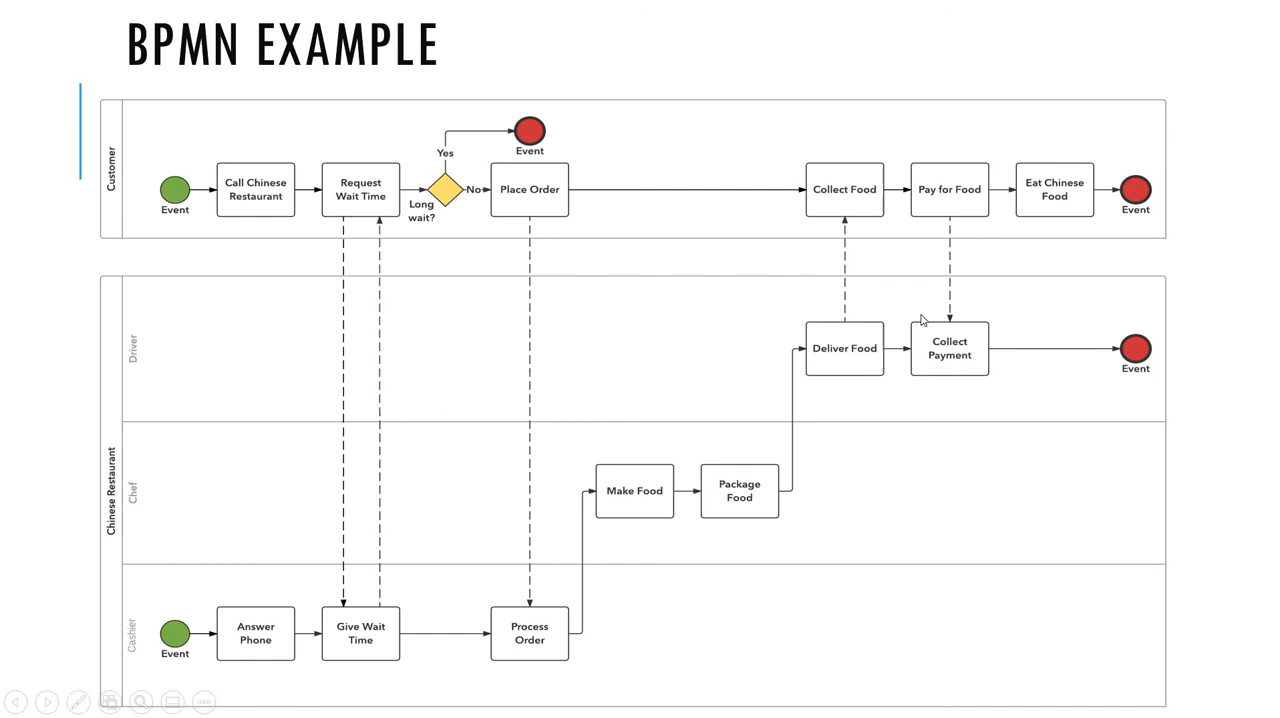 BPMN EXAMPLE
Customer
Event
Call Chinese
Restaurant
Request
Wait Time
Long
wait?
Yes
Event
No
Place Order
Collect Food
Pay for Food
Eat Chinese
Food
Event
Chinese Restaurant
Driver
Deliver Food
Collect
Payment
Event
Chef
Make Food
Package
Food
Cashier
Event
Answer
Phone
Give Wait
Time
Process
Order